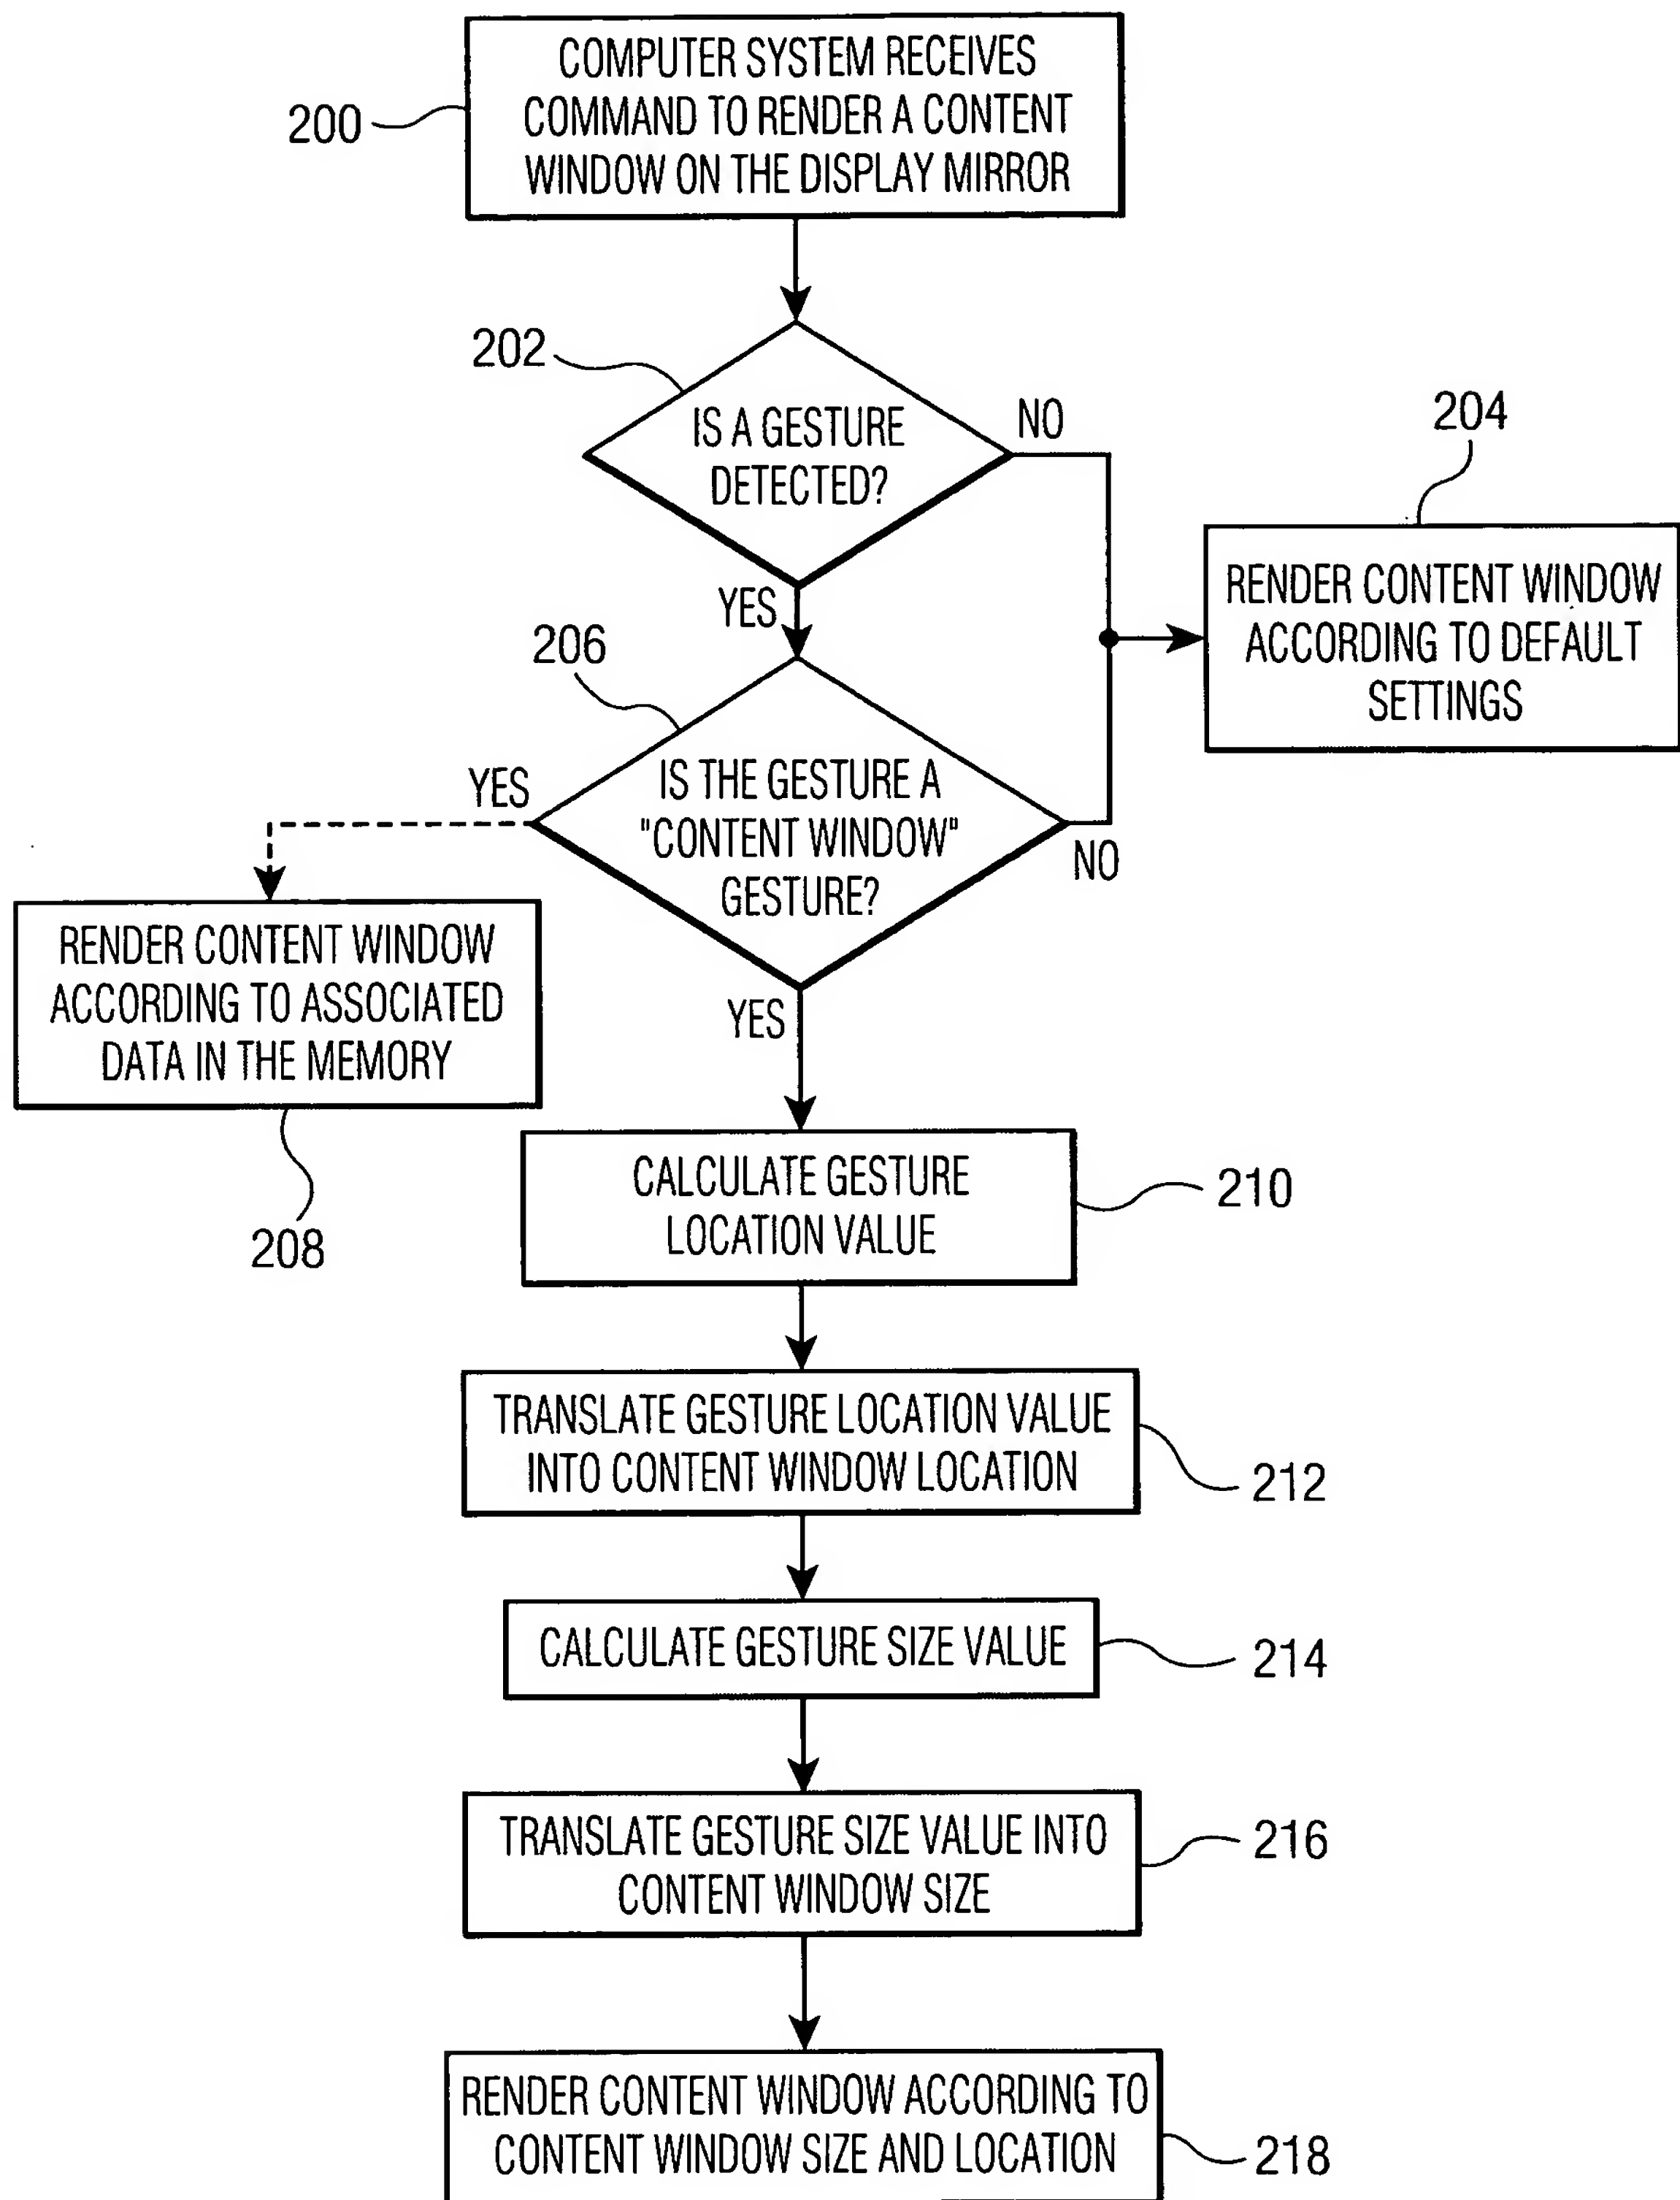 COMPUTER SYSTEM RECEIVES
COMMAND TO RENDER A CONTENT
WINDOW ON THE DISPLAY MIRROR
200
202
IS A GESTURE
DETECTED?
NO
204
YES
RENDER CONTENT WINDOW
ACCORDING TO DEFAULT
SETTINGS
206
IS THE GESTURE A
"CONTENT WINDOW"
GESTURE?
YES
NO
RENDER CONTENT WINDOW
ACCORDING TO ASSOCIATED
DATA IN THE MEMORY
208
YES
CALCULATE GESTURE
LOCATION VALUE
210
TRANSLATE GESTURE LOCATION VALUE
INTO CONTENT WINDOW LOCATION
212
CALCULATE GESTURE SIZE VALUE
214
TRANSLATE GESTURE SIZE VALUE INTO
CONTENT WINDOW SIZE
216
RENDER CONTENT WINDOW ACCORDING TO
CONTENT WINDOW SIZE AND LOCATION
218